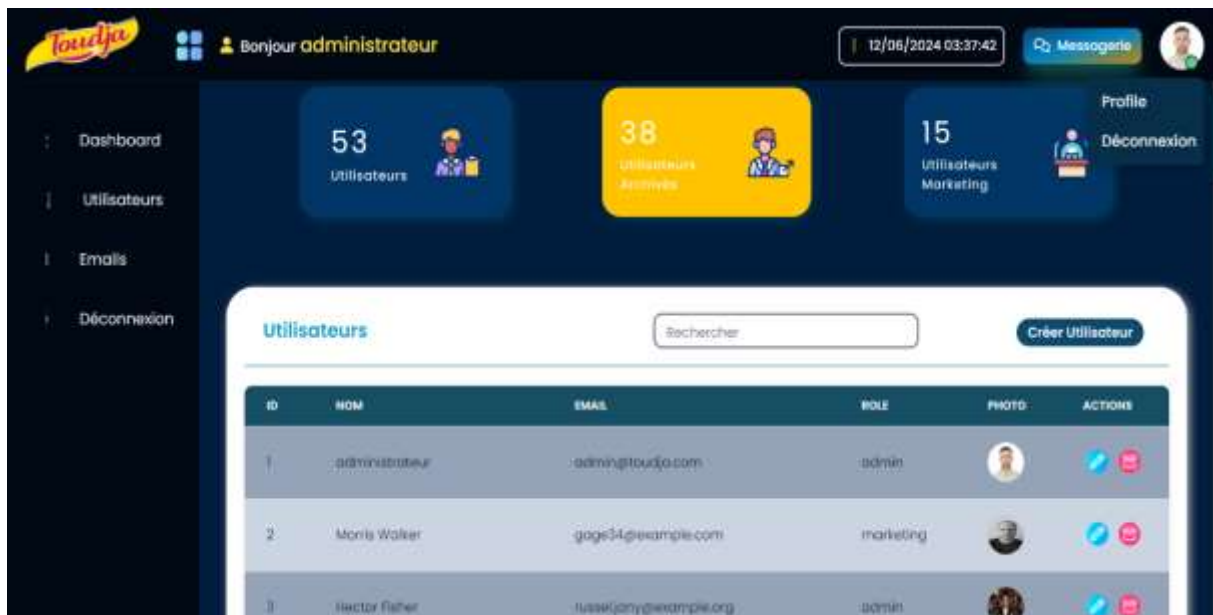 Toudja
Bonjour administrateur
12/06/2024 03:37:42
Messagerie
Profile
Déconnexion
Dashboard
Utilisateurs
Emails
Déconnexion
53
Utilisateurs
38
Utilisateurs
Archivés
15
Utilisateurs
Marketing
Utilisateurs
Rechercher
Créer Utilisateur
ID NOM EMAIL ROLE PHOTO ACTIONS
1 administrateur admin@toudja.com admin
2 Morris Walker gage34@example.com marketing
3 Hector Fisher admin